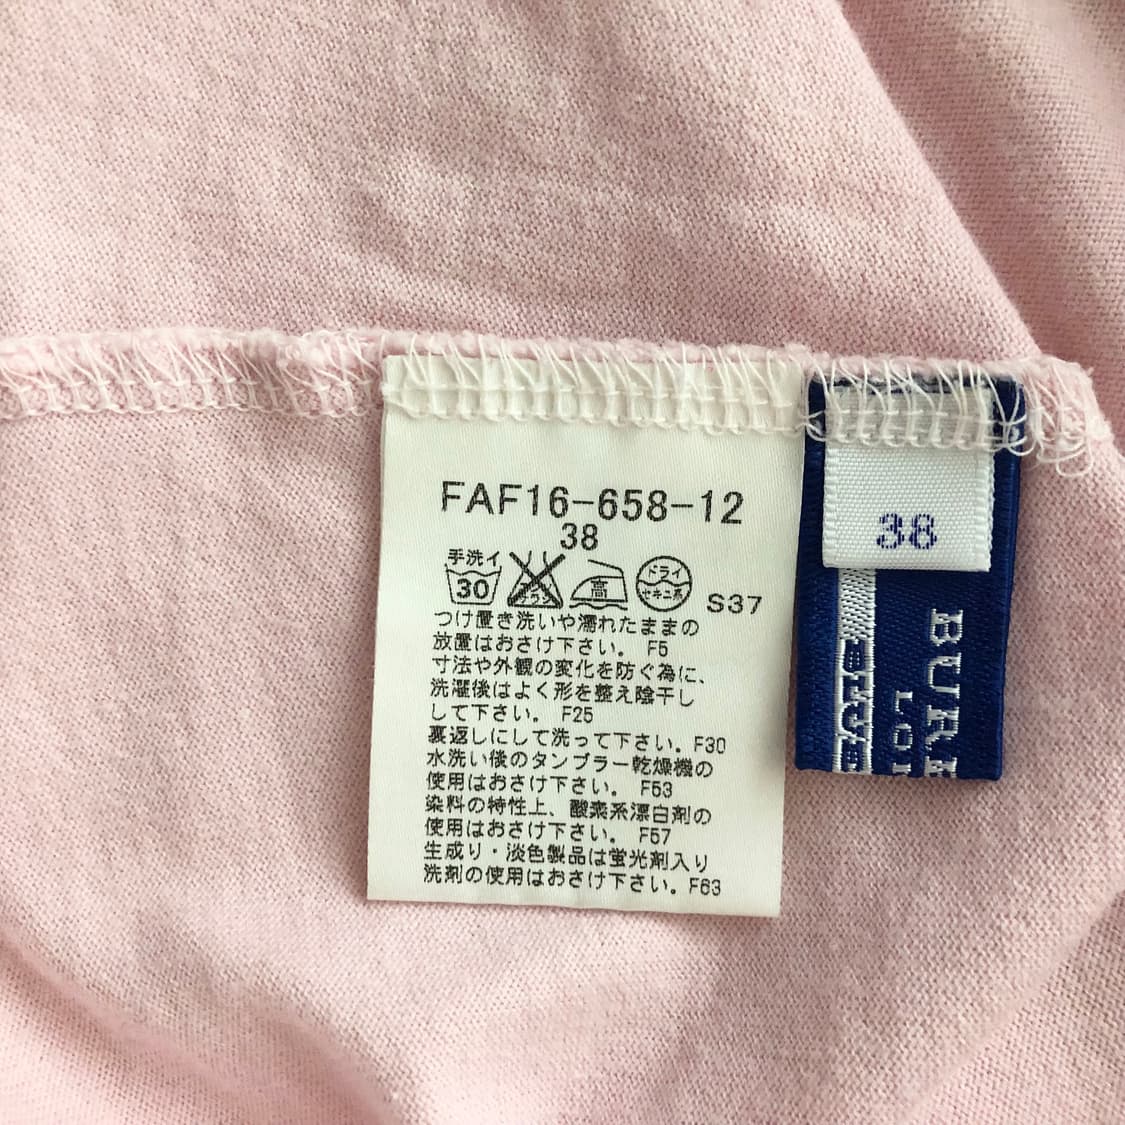 FAF16-658-12
38
手洗イ
30
高
ドライ
セキユ系
S37
つけ置き洗いや濡れたままの
放置はおさけ下さい。 F5
寸法や外観の変化を防ぐ為に、
洗濯後はよく形を整え陰干し
して下さい。 F25
裏返しにして洗って下さい。F30
水洗い後のタンブラー乾燥機の
使用はおさけ下さい。 F53
染料の特性上、酸素系漂白剤の
使用はおさけ下さい。 F57
生成り・淡色製品は蛍光剤入り
洗剤の使用はおさけ下さい。F63
38
BUR
LO
BLUE